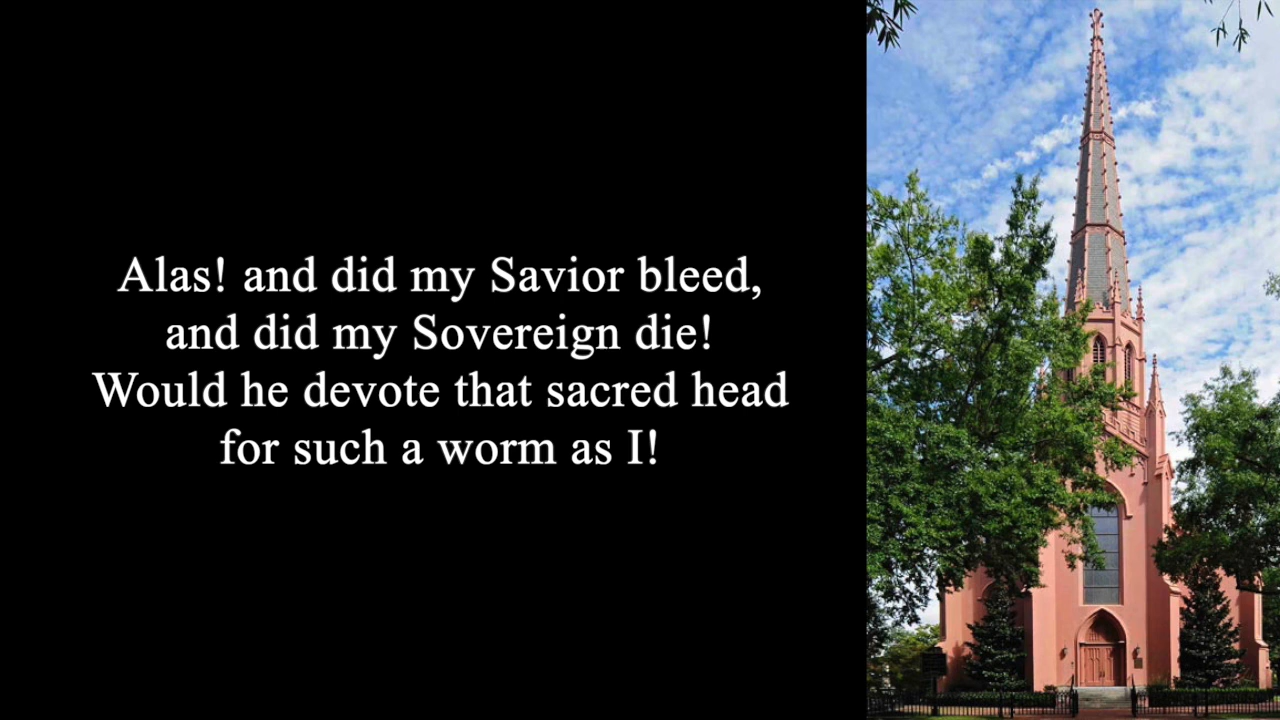 Alas! and did my Savior bleed,
and did my Sovereign die!
Would he devote that sacred head
for such a worm as I!